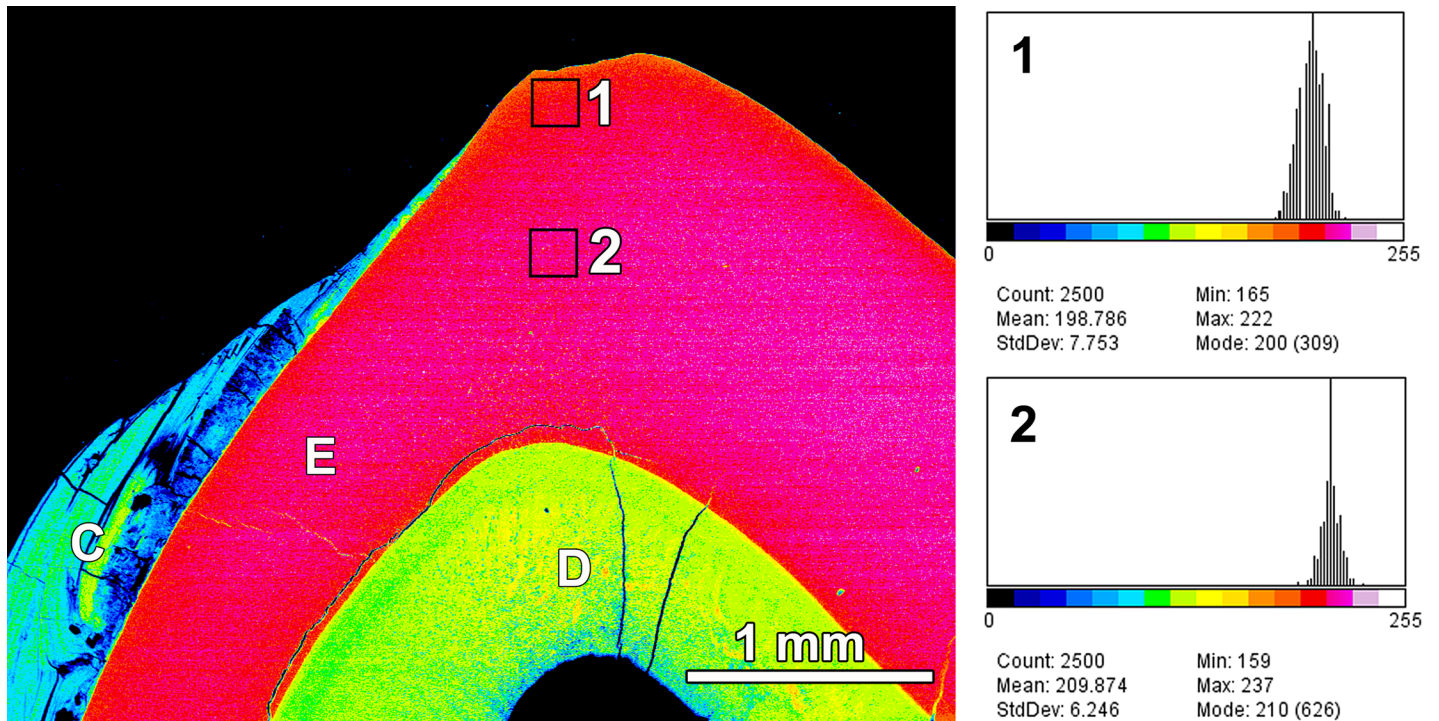 1
2
E
C
D
1 mm
1
0 255
Count: 2500 Min: 165
Mean: 198.786 Max: 222
StdDev: 7.753 Mode: 200 (309)
2
0 255
Count: 2500 Min: 159
Mean: 209.874 Max: 237
StdDev: 6.246 Mode: 210 (626)